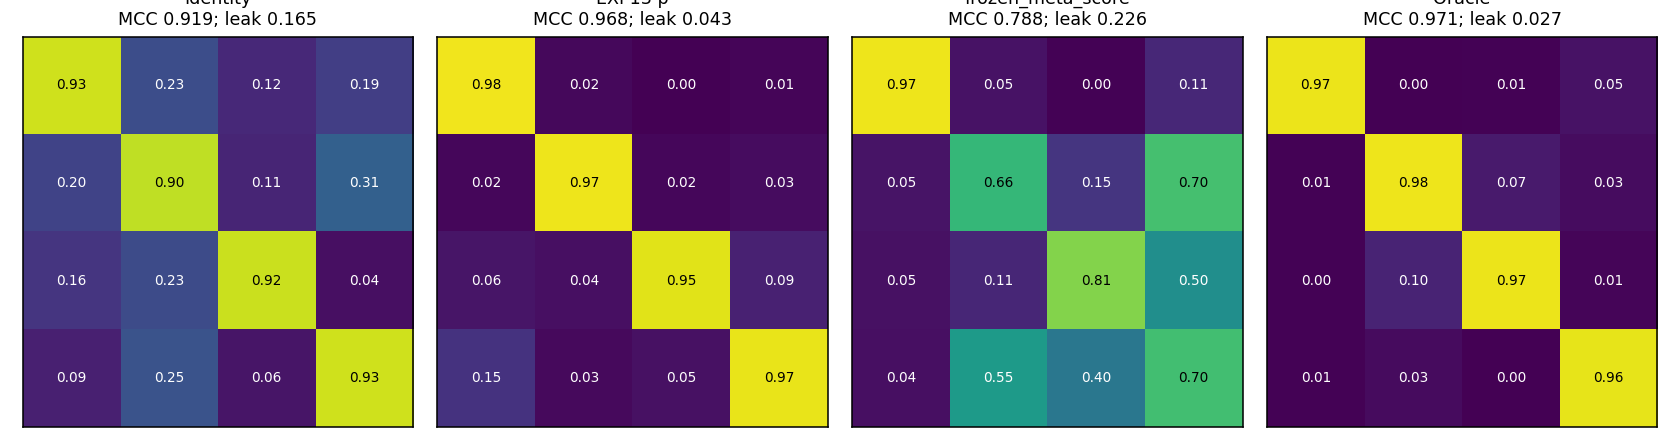 Identity
MCC 0.919; leak 0.165
MCC 0.968; leak 0.043
frozen_meta_score
MCC 0.788; leak 0.226
Oracle
MCC 0.971; leak 0.027
0.93 0.23 0.12 0.19
0.98 0.02 0.00 0.01
0.97 0.05 0.00 0.11
0.97 0.00 0.01 0.05
0.20 0.90 0.11 0.31
0.02 0.97 0.02 0.03
0.05 0.66 0.15 0.70
0.01 0.98 0.07 0.03
0.16 0.23 0.92 0.04
0.06 0.04 0.95 0.09
0.05 0.11 0.81 0.50
0.00 0.10 0.97 0.01
0.09 0.25 0.06 0.93
0.15 0.03 0.05 0.97
0.04 0.55 0.40 0.70
0.01 0.03 0.00 0.96